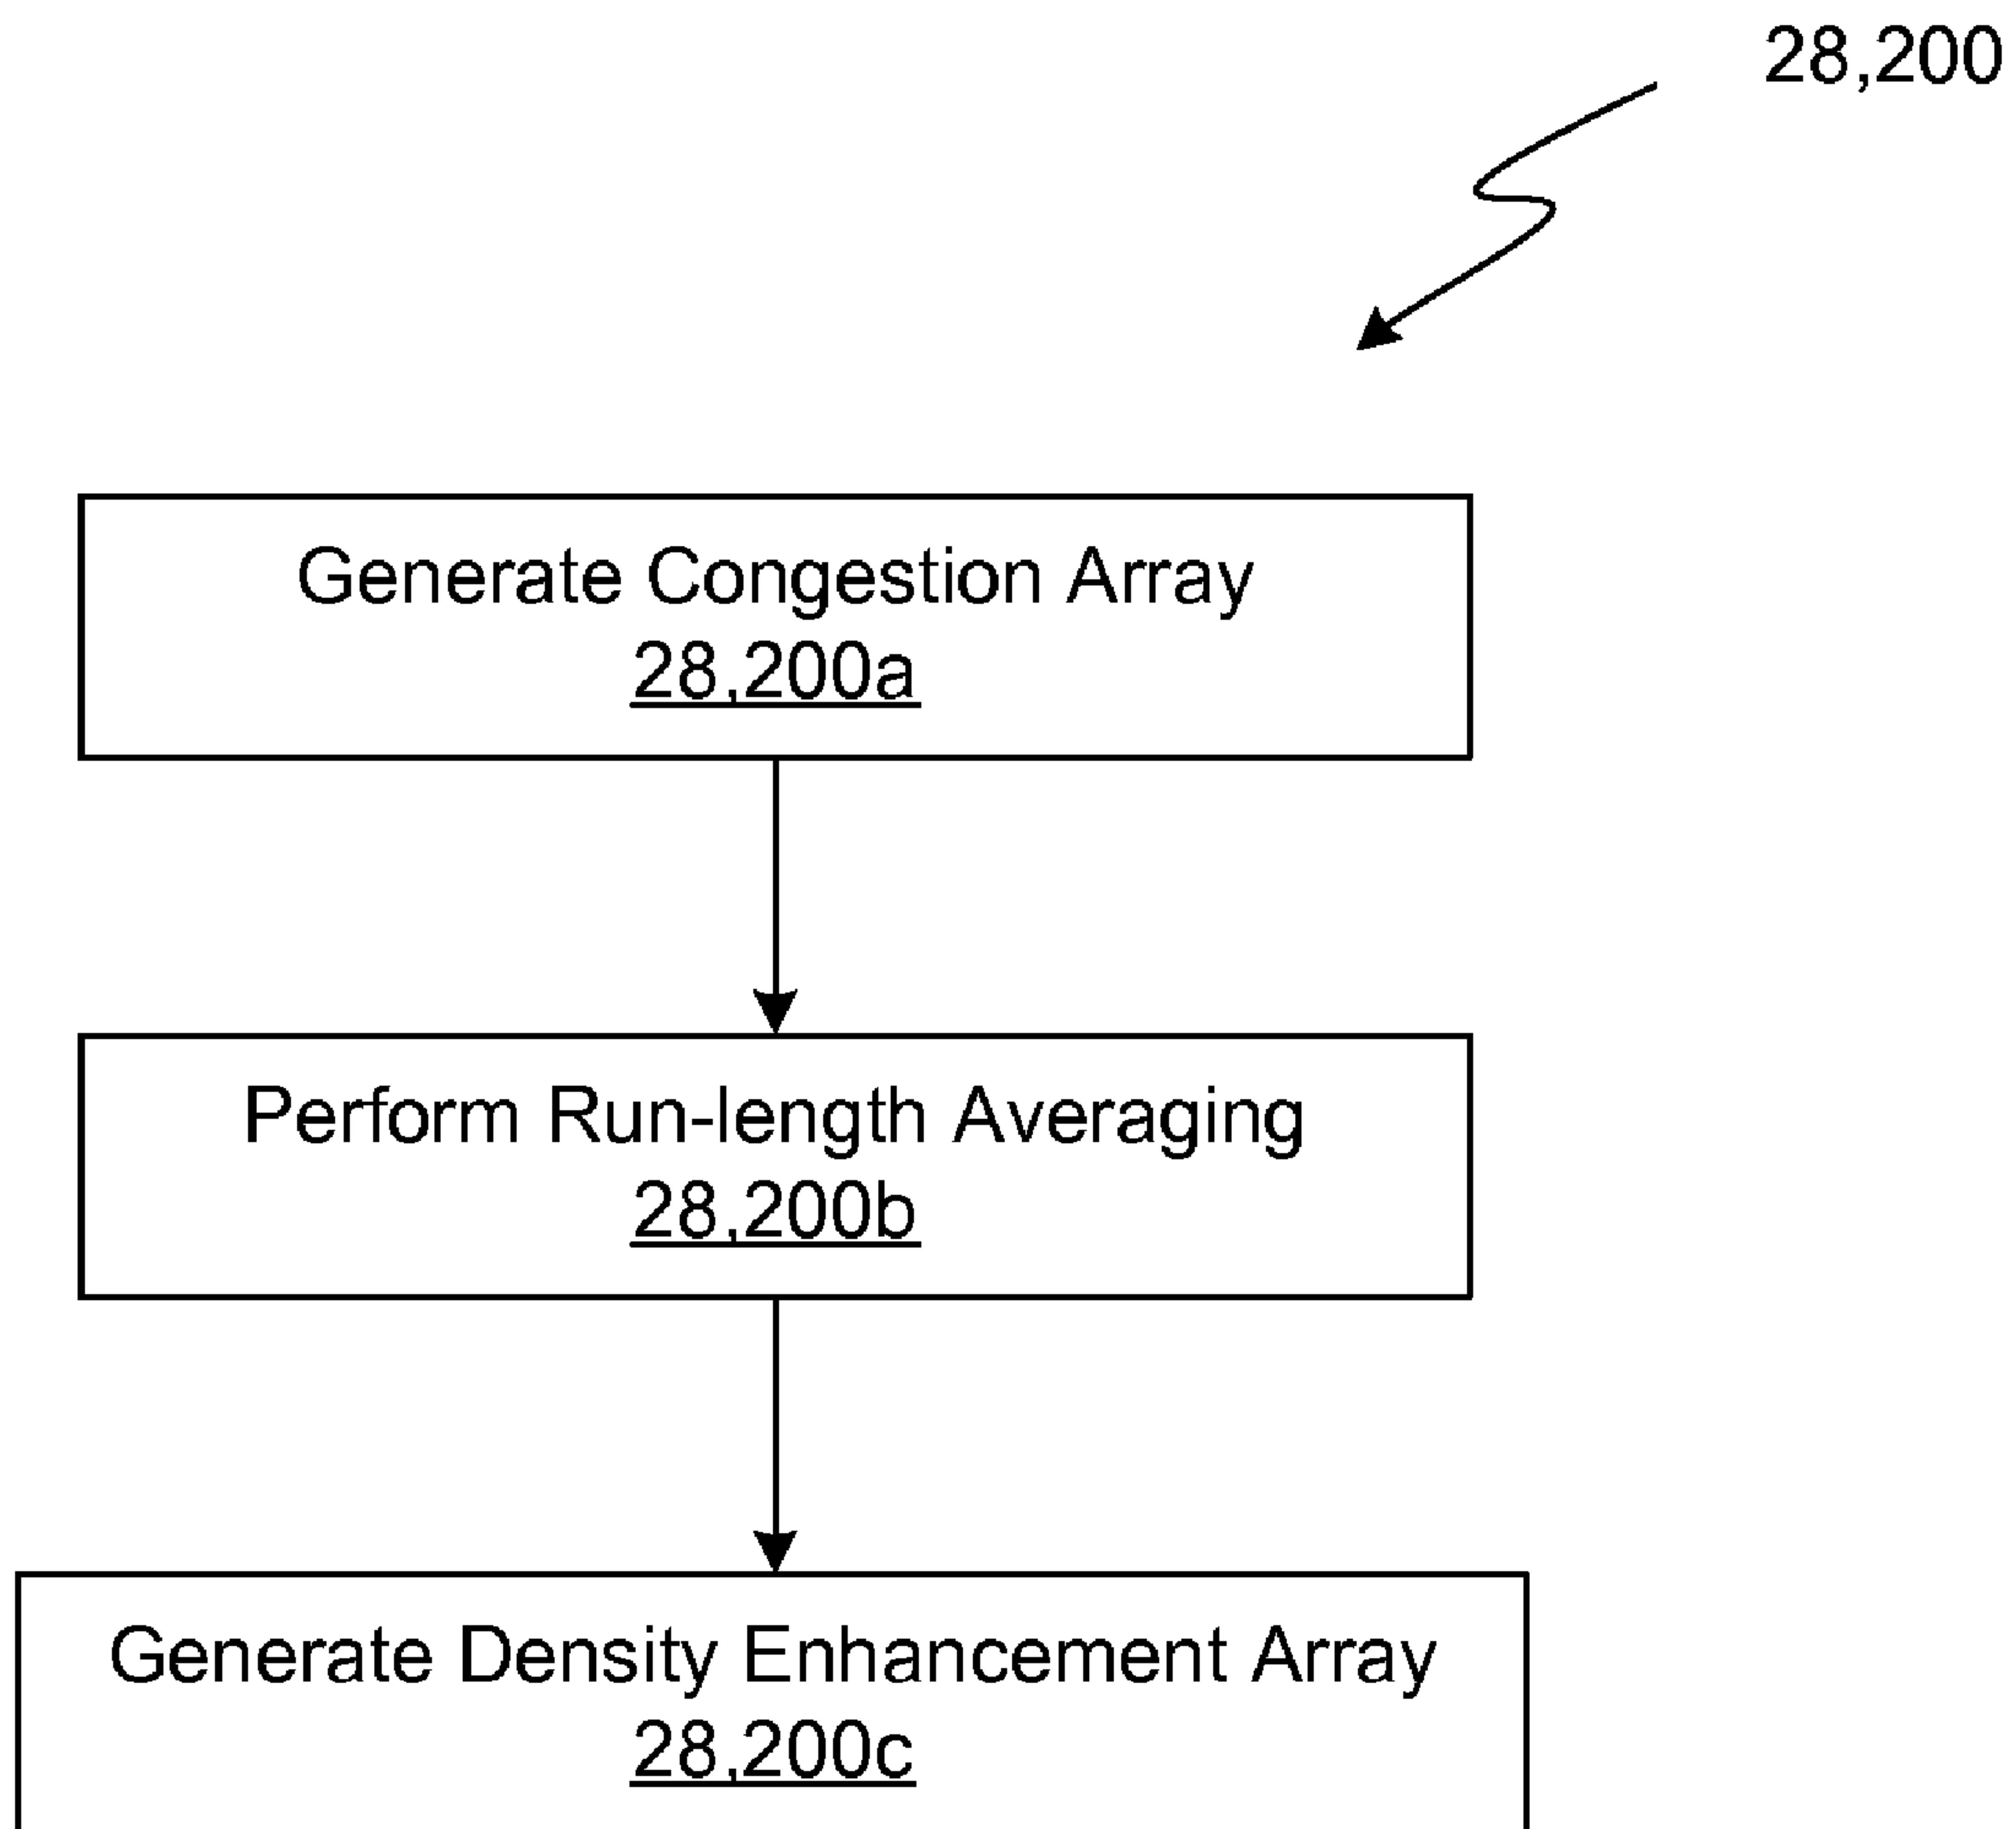 28,200
Generate Congestion Array
28,200a
Perform Run-length Averaging
28,200b
Generate Density Enhancement Array
28,200c